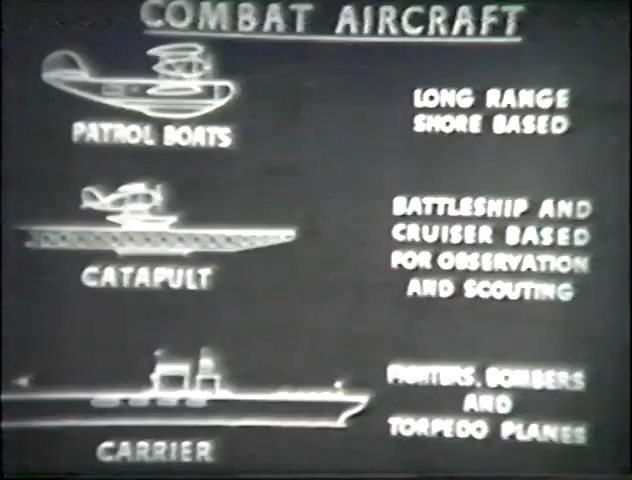 COMBAT AIRCRAFT
PATROL BOATS
LONG RANGE
SHORE BASED
CATAPULT
BATTLESHIP AND
CRUISER BASED
FOR OBSERVATION
AND SCOUTING
CARRIER
FIGHTERS, BOMBERS
AND
TORPEDO PLANES